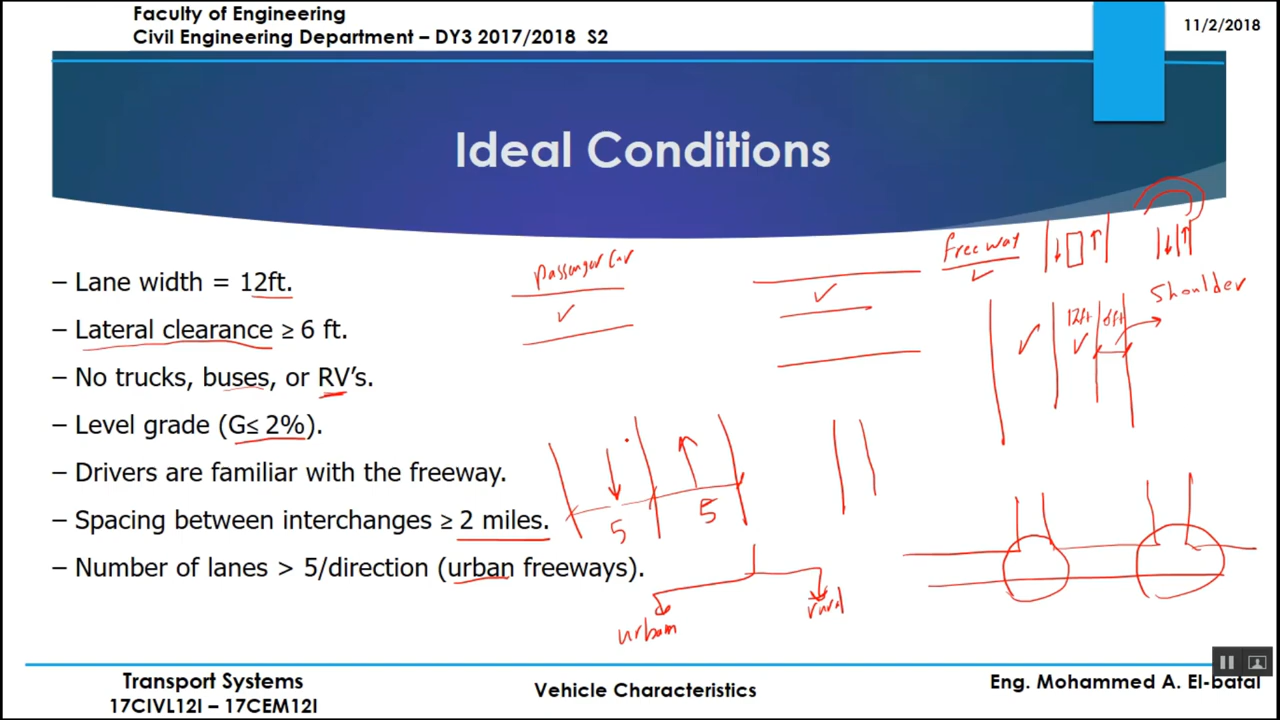 Faculty of Engineering
Civil Engineering Department – DY3 2017/2018 S2
11/2/2018
Ideal Conditions
– Lane width = 12ft.
– Lateral clearance ≥ 6 ft.
– No trucks, buses, or RV's.
– Level grade (G≤ 2%).
– Drivers are familiar with the freeway.
– Spacing between interchanges ≥ 2 miles.
– Number of lanes > 5/direction (urban freeways).
Passenger Car
freeway
Shoulder
12ft 6ft
5 5
urban
rural
Transport Systems
17CIVL12I – 17CEM12I
Vehicle Characteristics
Eng. Mohammed A. El-batal